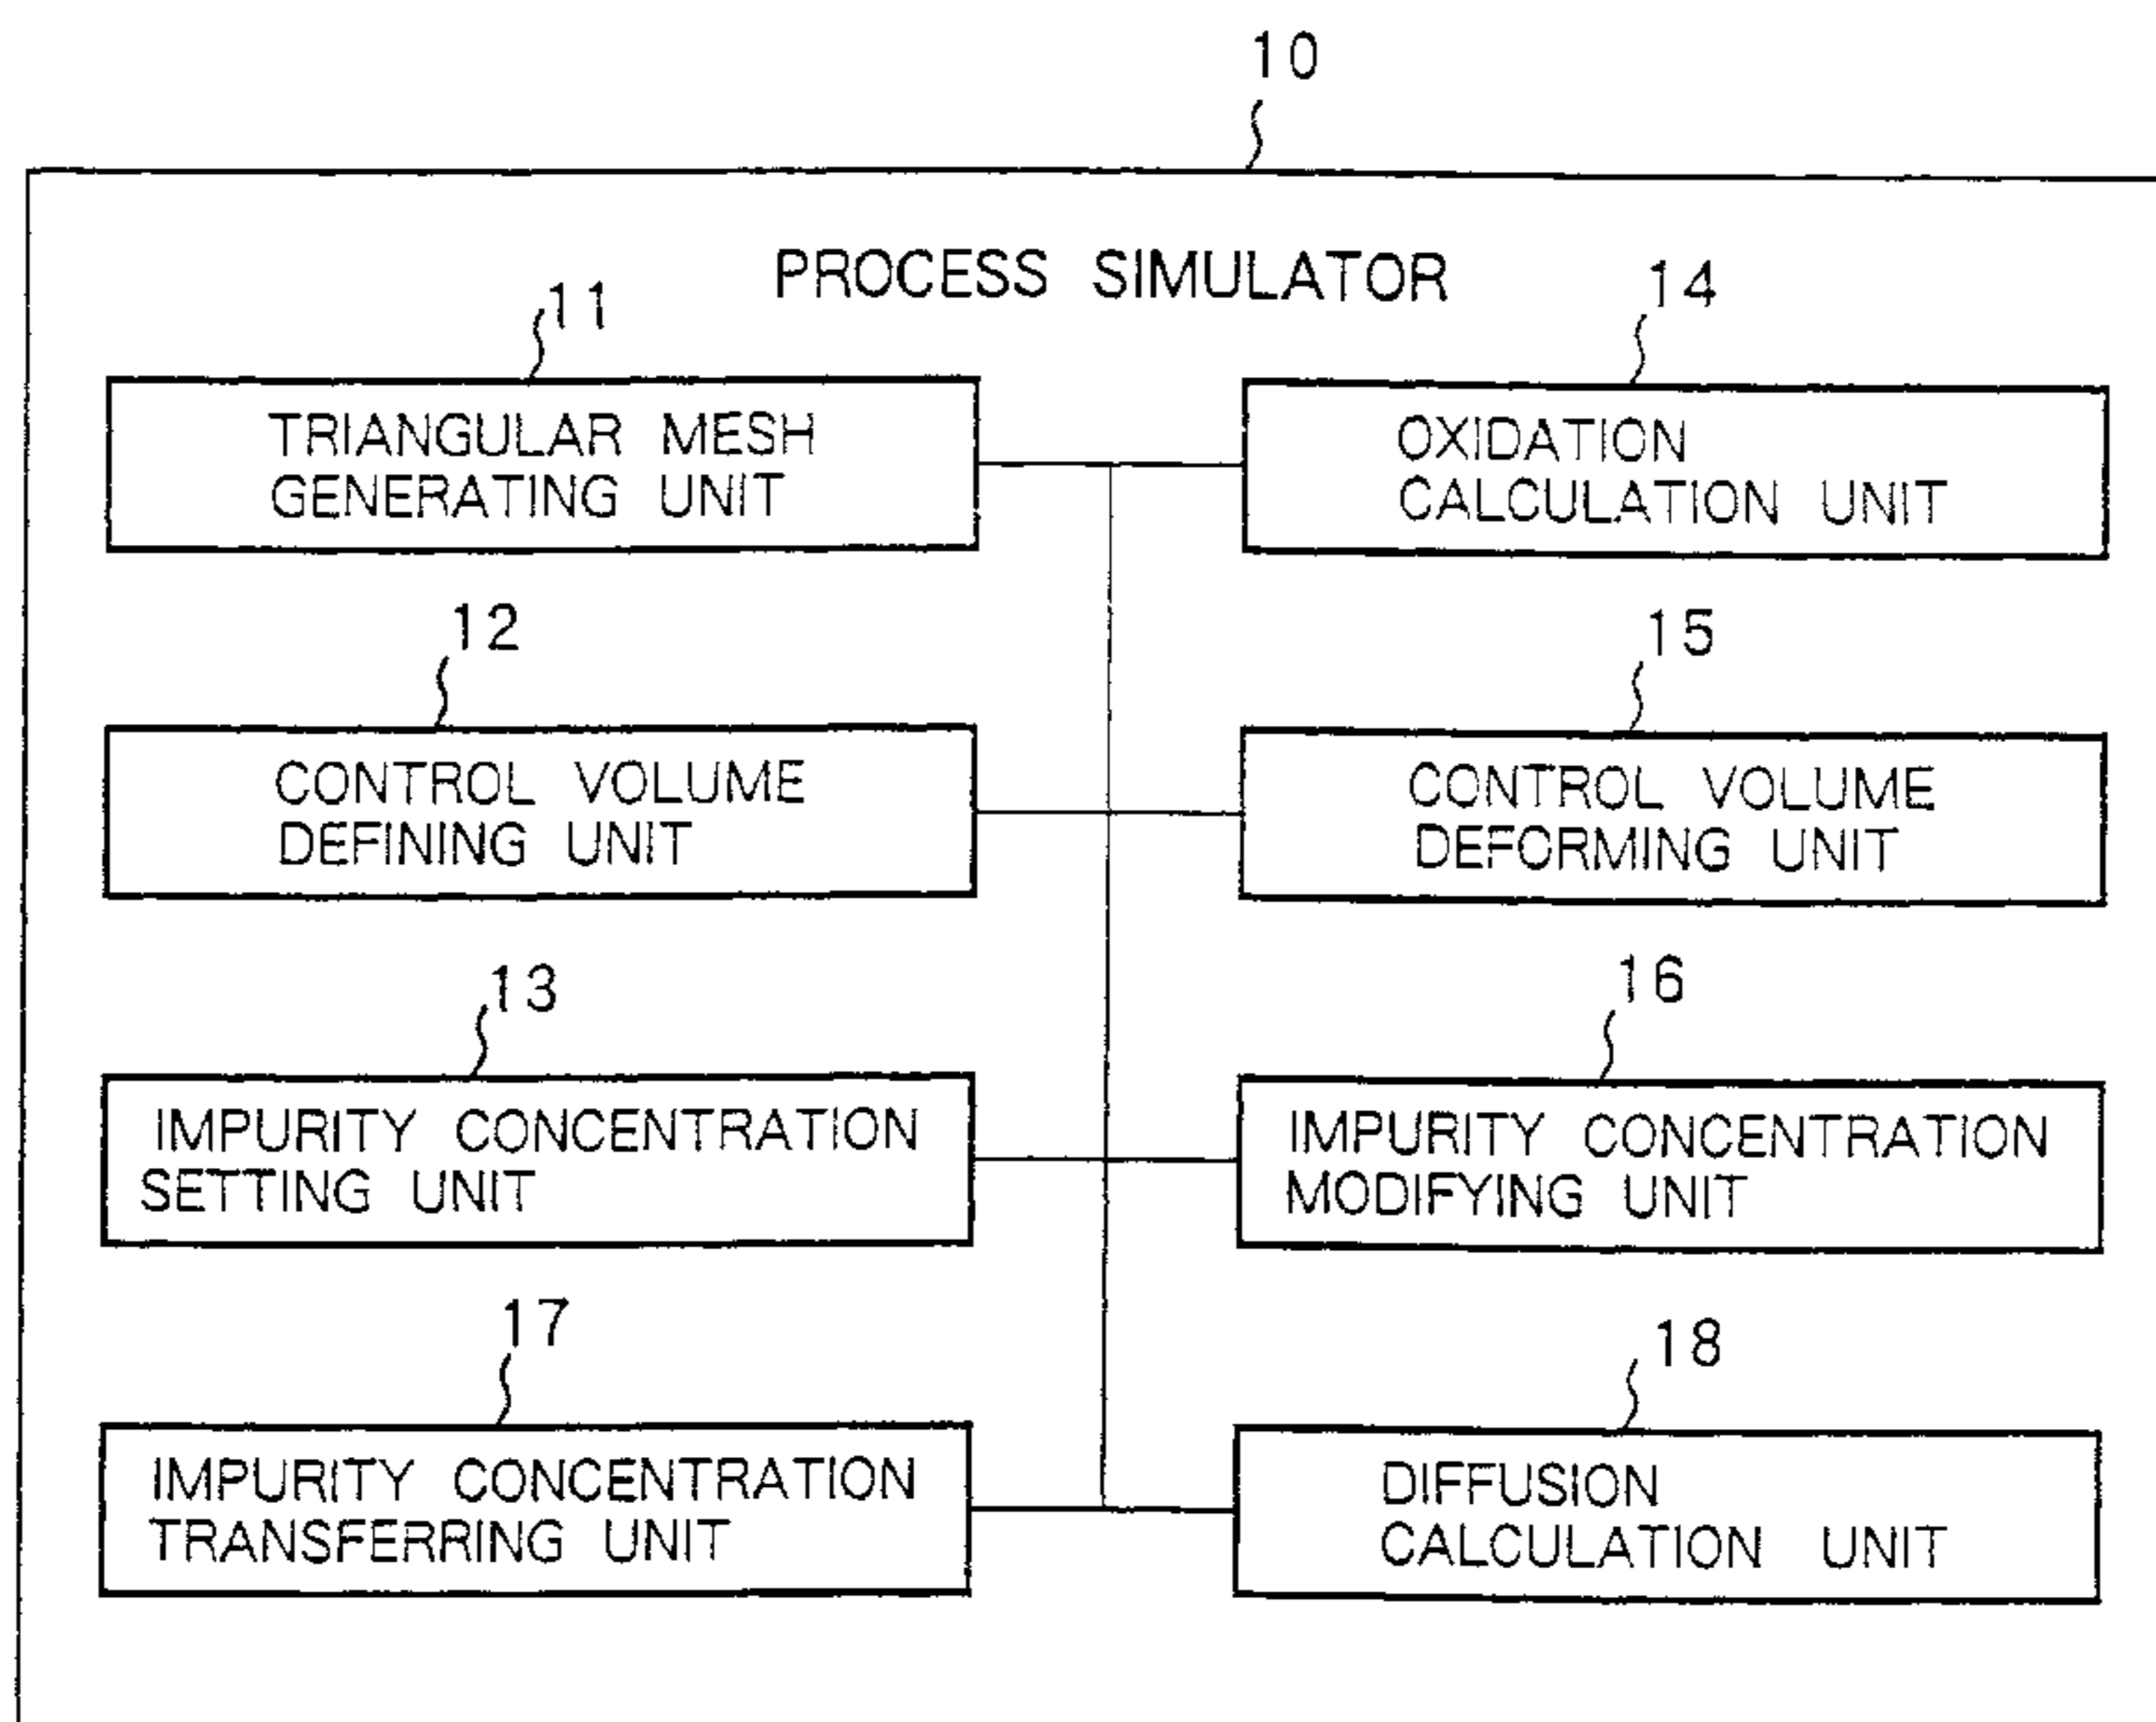 10
PROCESS SIMULATOR
11
TRIANGULAR MESH
GENERATING UNIT
14
OXIDATION
CALCULATION UNIT
12
CONTROL VOLUME
DEFINING UNIT
15
CONTROL VOLUME
DEFORMING UNIT
13
IMPURITY CONCENTRATION
SETTING UNIT
16
IMPURITY CONCENTRATION
MODIFYING UNIT
17
IMPURITY CONCENTRATION
TRANSFERRING UNIT
18
DIFFUSION
CALCULATION UNIT